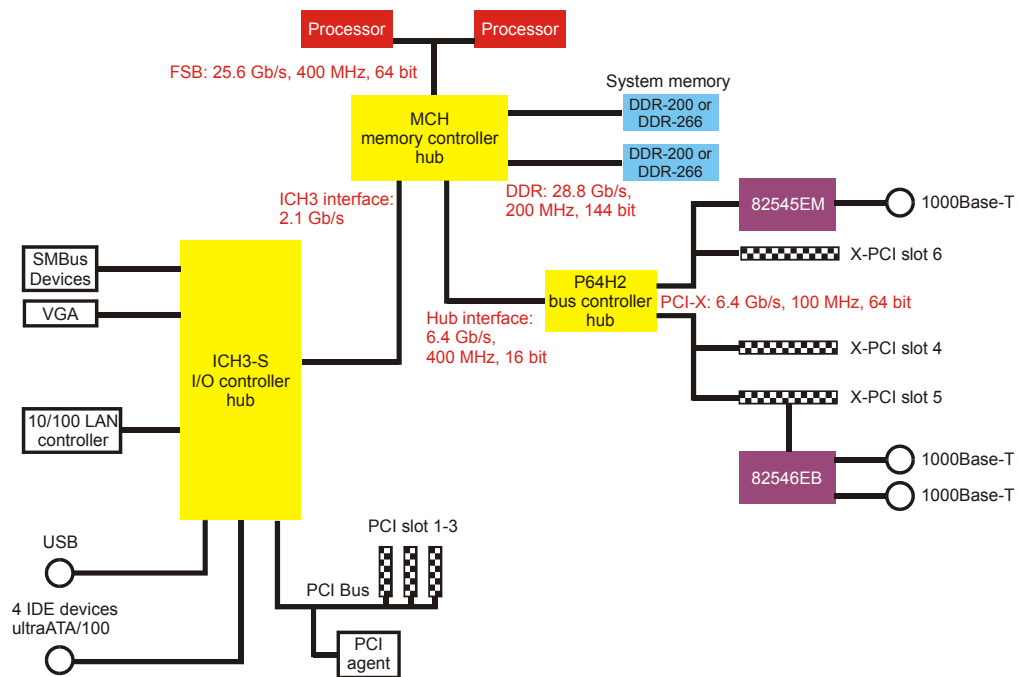 Processor
Processor
FSB: 25.6 Gb/s, 400 MHz, 64 bit
System memory
MCH
memory controller
hub
DDR-200 or
DDR-266
DDR-200 or
DDR-266
ICH3 interface:
2.1 Gb/s
DDR: 28.8 Gb/s,
200 MHz, 144 bit
82545EM
1000Base-T
X-PCI slot 6
SMBus
Devices
VGA
P64H2
bus controller
hub
PCI-X: 6.4 Gb/s, 100 MHz, 64 bit
Hub interface:
6.4 Gb/s,
400 MHz, 16 bit
X-PCI slot 4
ICH3-S
I/O controller
hub
X-PCI slot 5
10/100 LAN
controller
82546EB
1000Base-T
1000Base-T
PCI slot 1-3
USB
PCI Bus
4 IDE devices
ultraATA/100
PCI
agent